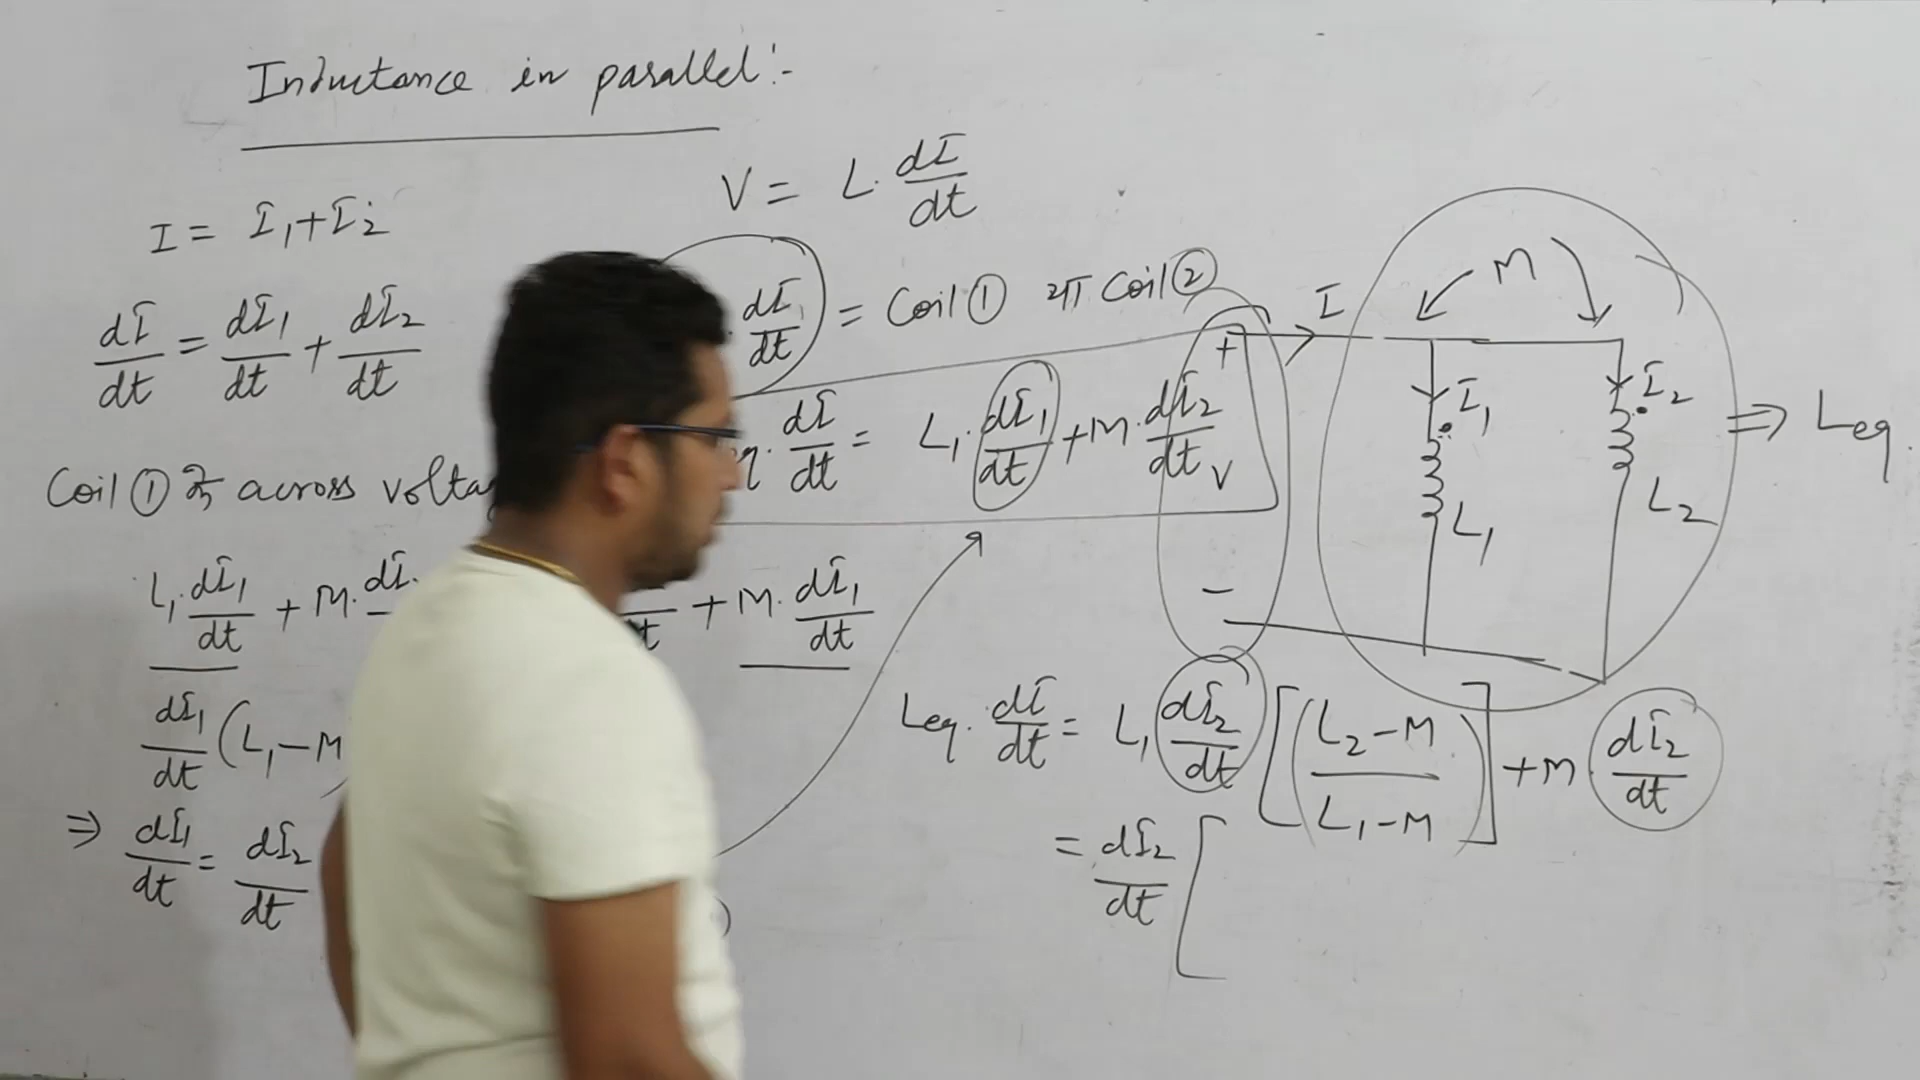 Inductance in parallel :-
V = L. dI/dt
I = I₁ + I₂
dI/dt = dI₁/dt + dI₂/dt
. dI/dt = Coil ① या Coil ②
dI/dt = L₁. dI₁/dt + M. dI₂/dt
Coil ① के across
L₁. dI₁/dt + M.
+ M. dI₁/dt
dI₁/dt (L₁ - M
⇒ dI₁/dt = dI₂/dt
+
V
-
I
M
I₁
I₂
L₁
L₂
⇒ Leq.
Leq. dI/dt = L₁ dI₂/dt [(L₂ - M / L₁ - M)] + M dI₂/dt
= dI₂/dt [